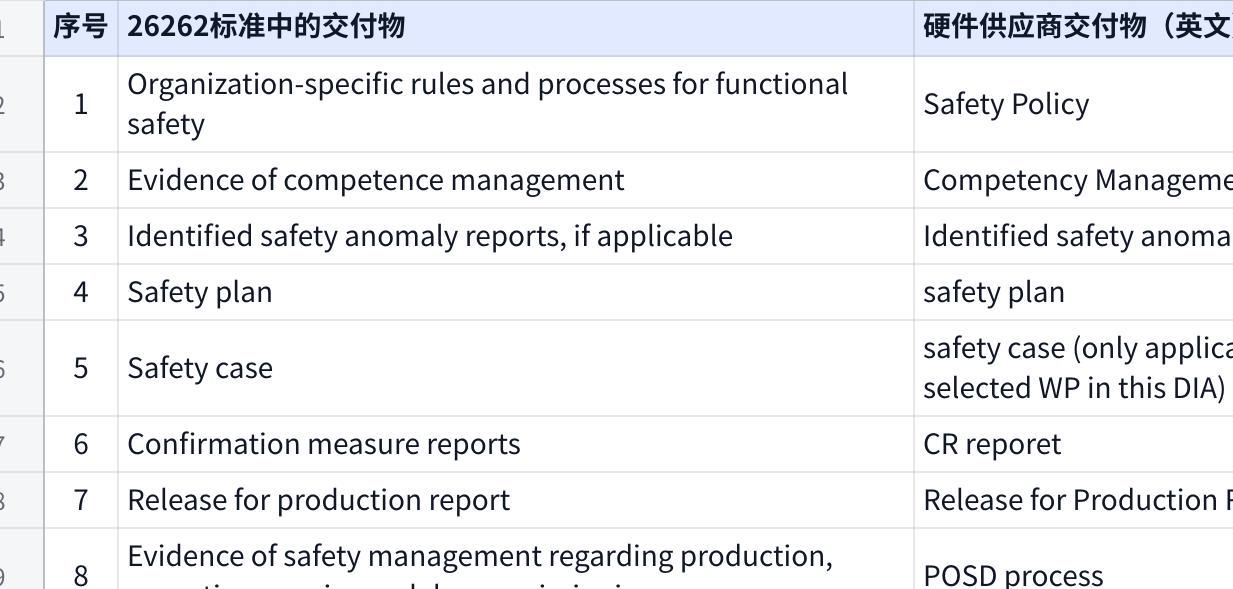 序号 26262标准中的交付物 硬件供应商交付物（英文
1 Organization-specific rules and processes for functional safety Safety Policy
2 Evidence of competence management Competency
3 Identified safety anomaly reports, if applicable Identified safety
4 Safety plan safety plan
5 Safety case safety case (only
selected WP in this DIA)
6 Confirmation measure reports CR reporet
7 Release for production report Release for Production
8 Evidence of safety management regarding production, POSD process